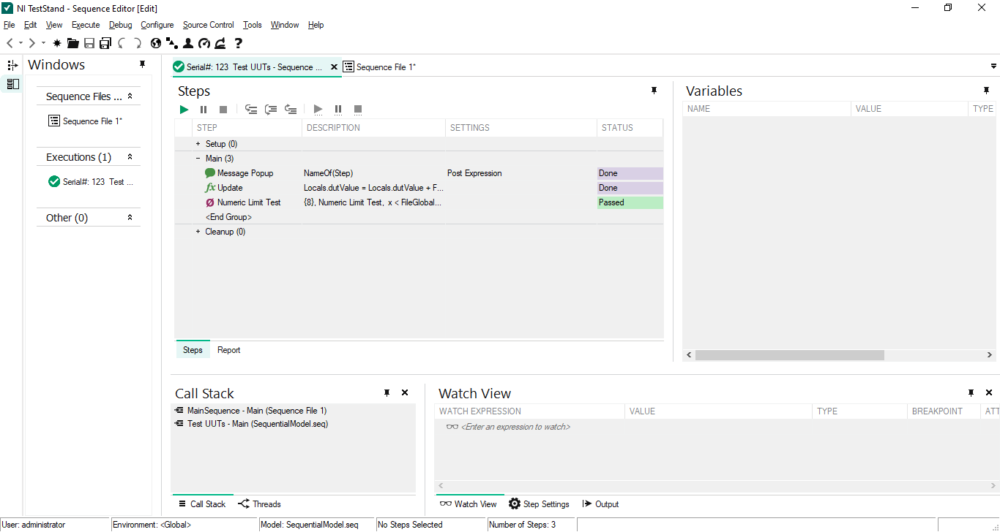 NI TestStand - Sequence Editor [Edit]
File Edit View Execute Debug Configure Source Control Tools Window Help
Windows
Sequence Files ...
Sequence File 1*
Executions (1)
Serial#: 123 Test ...
Other (0)
Serial#: 123 Test UUTs - Sequence ...
Sequence File 1*
Steps
STEP DESCRIPTION SETTINGS STATUS
+ Setup (0)
- Main (3)
Message Popup NameOf(Step) Post Expression Done
fx Update Locals.dutValue = Locals.dutValue + F... Done
Numeric Limit Test {8}, Numeric Limit Test, x < FileGlobal... Passed
<End Group>
+ Cleanup (0)
Steps Report
Variables
NAME VALUE TYPE
Call Stack
MainSequence - Main (Sequence File 1)
Test UUTs - Main (SequentialModel.seq)
Call Stack Threads
Watch View
WATCH EXPRESSION VALUE TYPE BREAKPOINT ATT
<Enter an expression to watch>
Watch View Step Settings Output
User: administrator Environment: <Global> Model: SequentialModel.seq No Steps Selected Number of Steps: 3